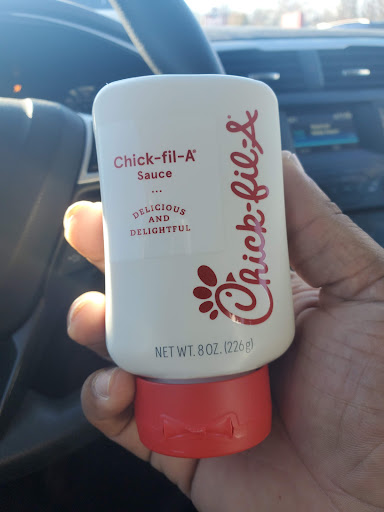 Chick-fil-A®
Sauce
...
DELICIOUS
AND
DELIGHTFUL
Chick-fil-A®
NET WT. 8 OZ. (226g)